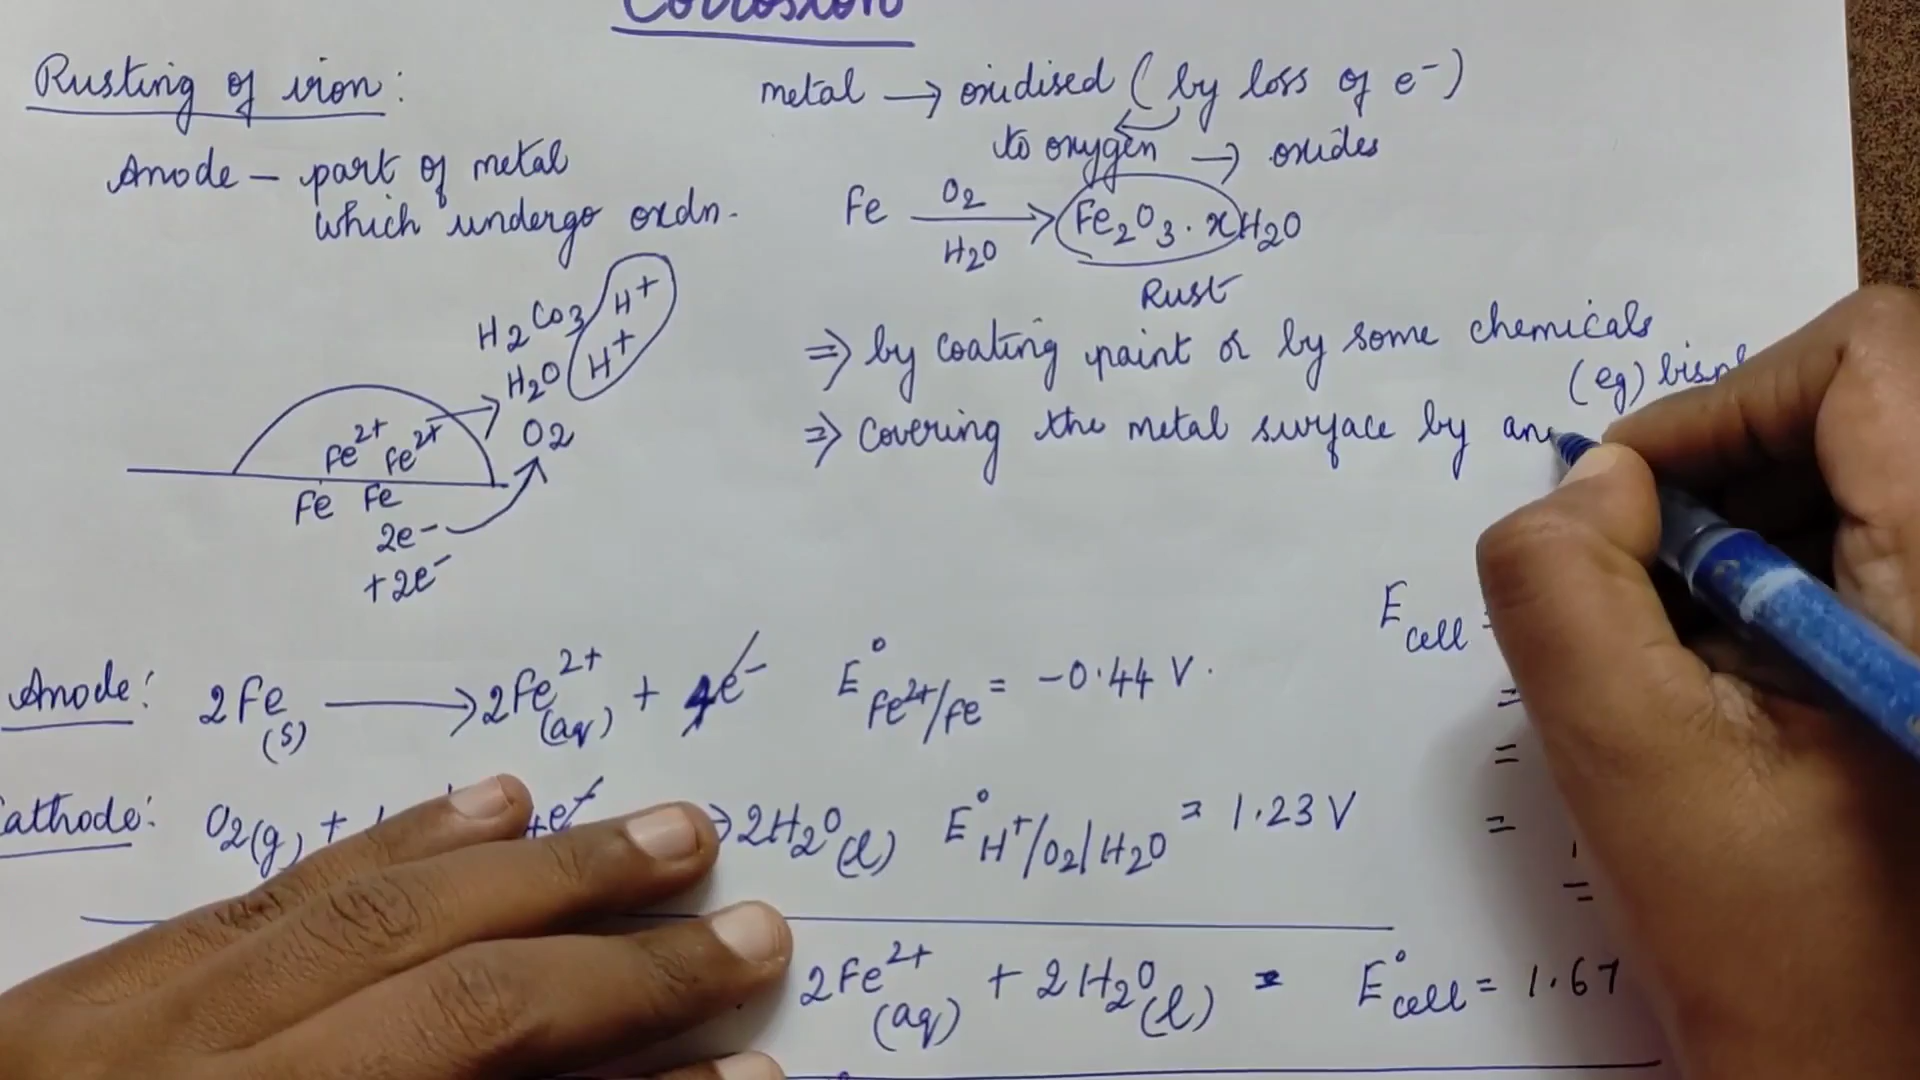 Corrosion
Rusting of iron:
Anode - part of metal
which undergo oxdn.
H2CO3 H+
H2O H+
O2
Fe2+ Fe2+
Fe Fe
2e-
+2e-
metal → oxidised (by loss of e-)
to oxygen → oxides
Fe O2 → Fe2O3.xH2O
H2O
Rust
⇒ by coating paint or by some chemicals
(eg) bisph
⇒ covering the metal surface by an
Ecell =
=
=
=
=
Anode: 2Fe(s) → 2Fe2+(aq) + 4e- E°Fe2+/Fe = -0.44 V.
Cathode: O2(g) + 4e- → 2H2O(l) E°H+/O2/H2O = 1.23 V
2Fe2+(aq) + 2H2O(l) E°cell = 1.67